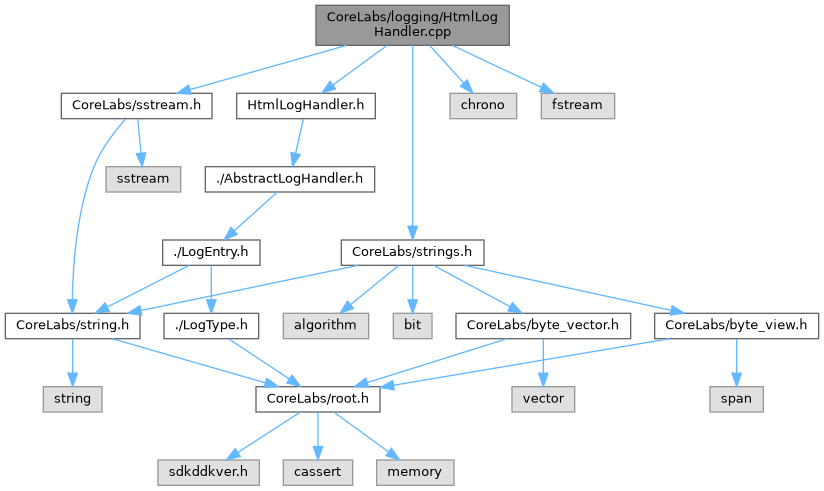 CoreLabs/logging/HtmlLog
Handler.cpp
CoreLabs/sstream.h
HtmlLogHandler.h
chrono
fstream
sstream
./AbstractLogHandler.h
./LogEntry.h
CoreLabs/strings.h
CoreLabs/string.h
./LogType.h
algorithm
bit
CoreLabs/byte_vector.h
CoreLabs/byte_view.h
string
CoreLabs/root.h
vector
span
sdkddkver.h
cassert
memory